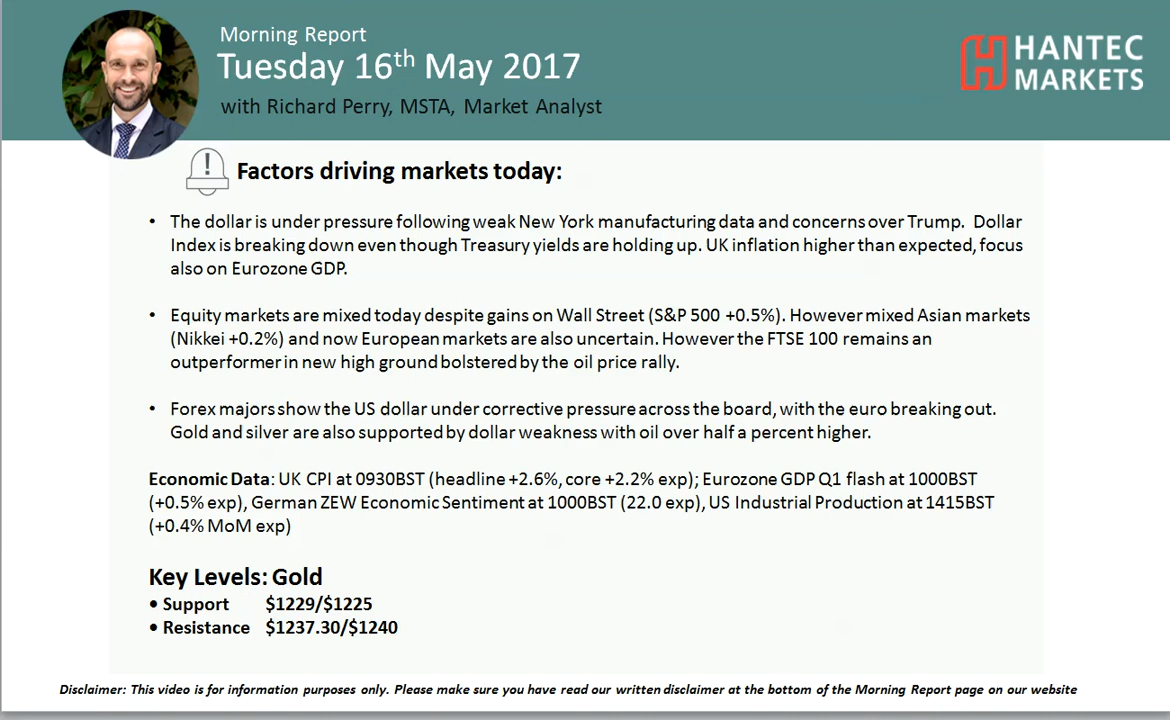 Morning Report
Tuesday 16th May 2017
with Richard Perry, MSTA, Market Analyst
HANTEC
MARKETS
Factors driving markets today:
• The dollar is under pressure following weak New York manufacturing data and concerns over Trump. Dollar
Index is breaking down even though Treasury yields are holding up. UK inflation higher than expected, focus
also on Eurozone GDP.
• Equity markets are mixed today despite gains on Wall Street (S&P 500 +0.5%). However mixed Asian markets
(Nikkei +0.2%) and now European markets are also uncertain. However the FTSE 100 remains an
outperformer in new high ground bolstered by the oil price rally.
• Forex majors show the US dollar under corrective pressure across the board, with the euro breaking out.
Gold and silver are also supported by dollar weakness with oil over half a percent higher.
Economic Data: UK CPI at 0930BST (headline +2.6%, core +2.2% exp); Eurozone GDP Q1 flash at 1000BST
(+0.5% exp), German ZEW Economic Sentiment at 1000BST (22.0 exp), US Industrial Production at 1415BST
(+0.4% MoM exp)
Key Levels: Gold
• Support $1229/$1225
• Resistance $1237.30/$1240
Disclaimer: This video is for information purposes only. Please make sure you have read our written disclaimer at the bottom of the Morning Report page on our website